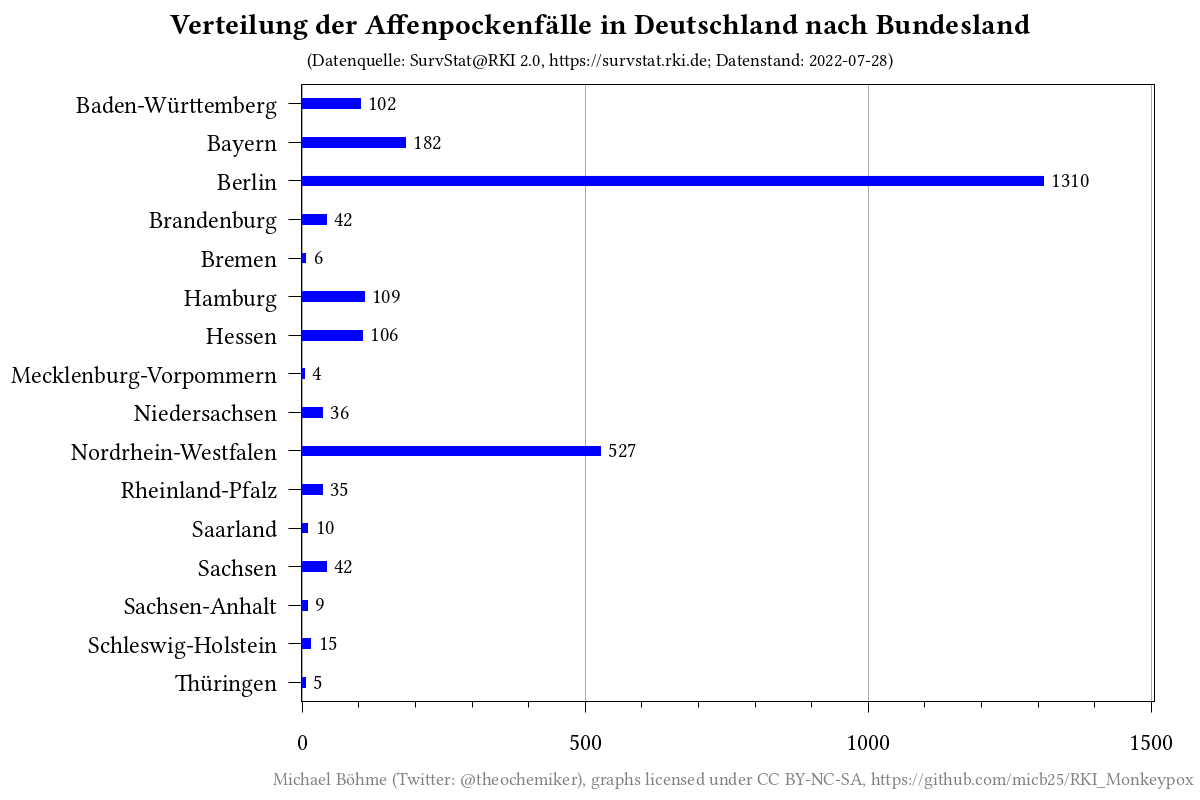 Verteilung der Affenpockenfälle in Deutschland nach Bundesland
(Datenquelle: SurvStat@RKI 2.0, https://survstat.rki.de; Datenstand: 2022-07-28)
Baden-Württemberg 102
Bayern 182
Berlin 1310
Brandenburg 42
Bremen 6
Hamburg 109
Hessen 106
Mecklenburg-Vorpommern 4
Niedersachsen 36
Nordrhein-Westfalen 527
Rheinland-Pfalz 35
Saarland 10
Sachsen 42
Sachsen-Anhalt 9
Schleswig-Holstein 15
Thüringen 5
0 500 1000 1500
Michael Böhme (Twitter: @theochemiker), graphs licensed under CC BY-NC-SA, https://github.com/micb25/RKI_Monkeypox